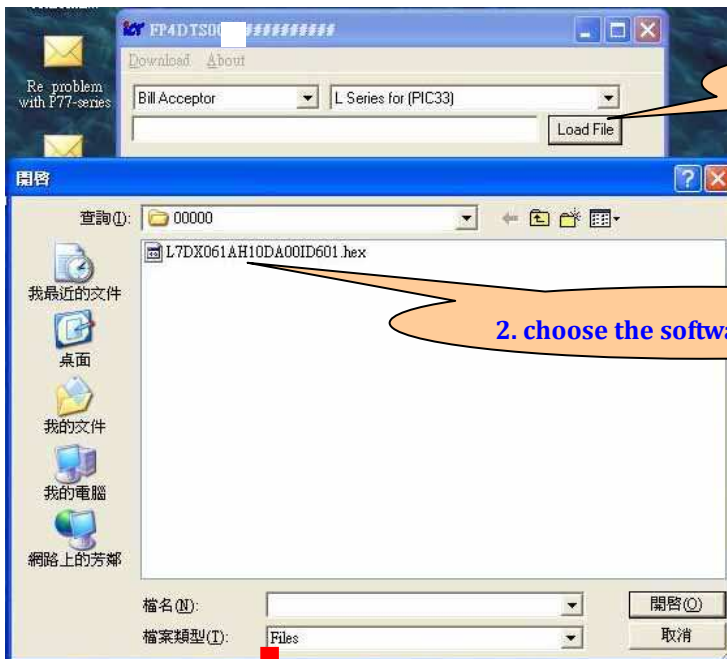 ICT FP4DTS00 ##########
Download About
Re problem
with P77-series
Bill Acceptor
L Series for (PIC33)
Load File
開啓
查詢(I):
00000
L7DX061AH10DA00ID601.hex
我最近的文件
桌面
2. choose the softwa
我的文件
我的電腦
網路上的芳鄰
檔名(N):
開啓(O)
檔案類型(T):
Files
取消